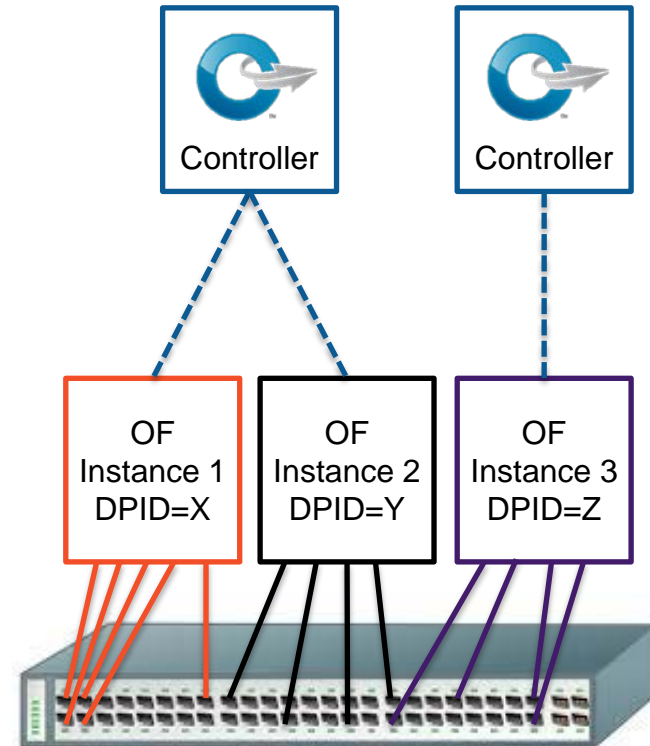 Controller
Controller
OF
Instance 1
DPID=X
OF
Instance 2
DPID=Y
OF
Instance 3
DPID=Z